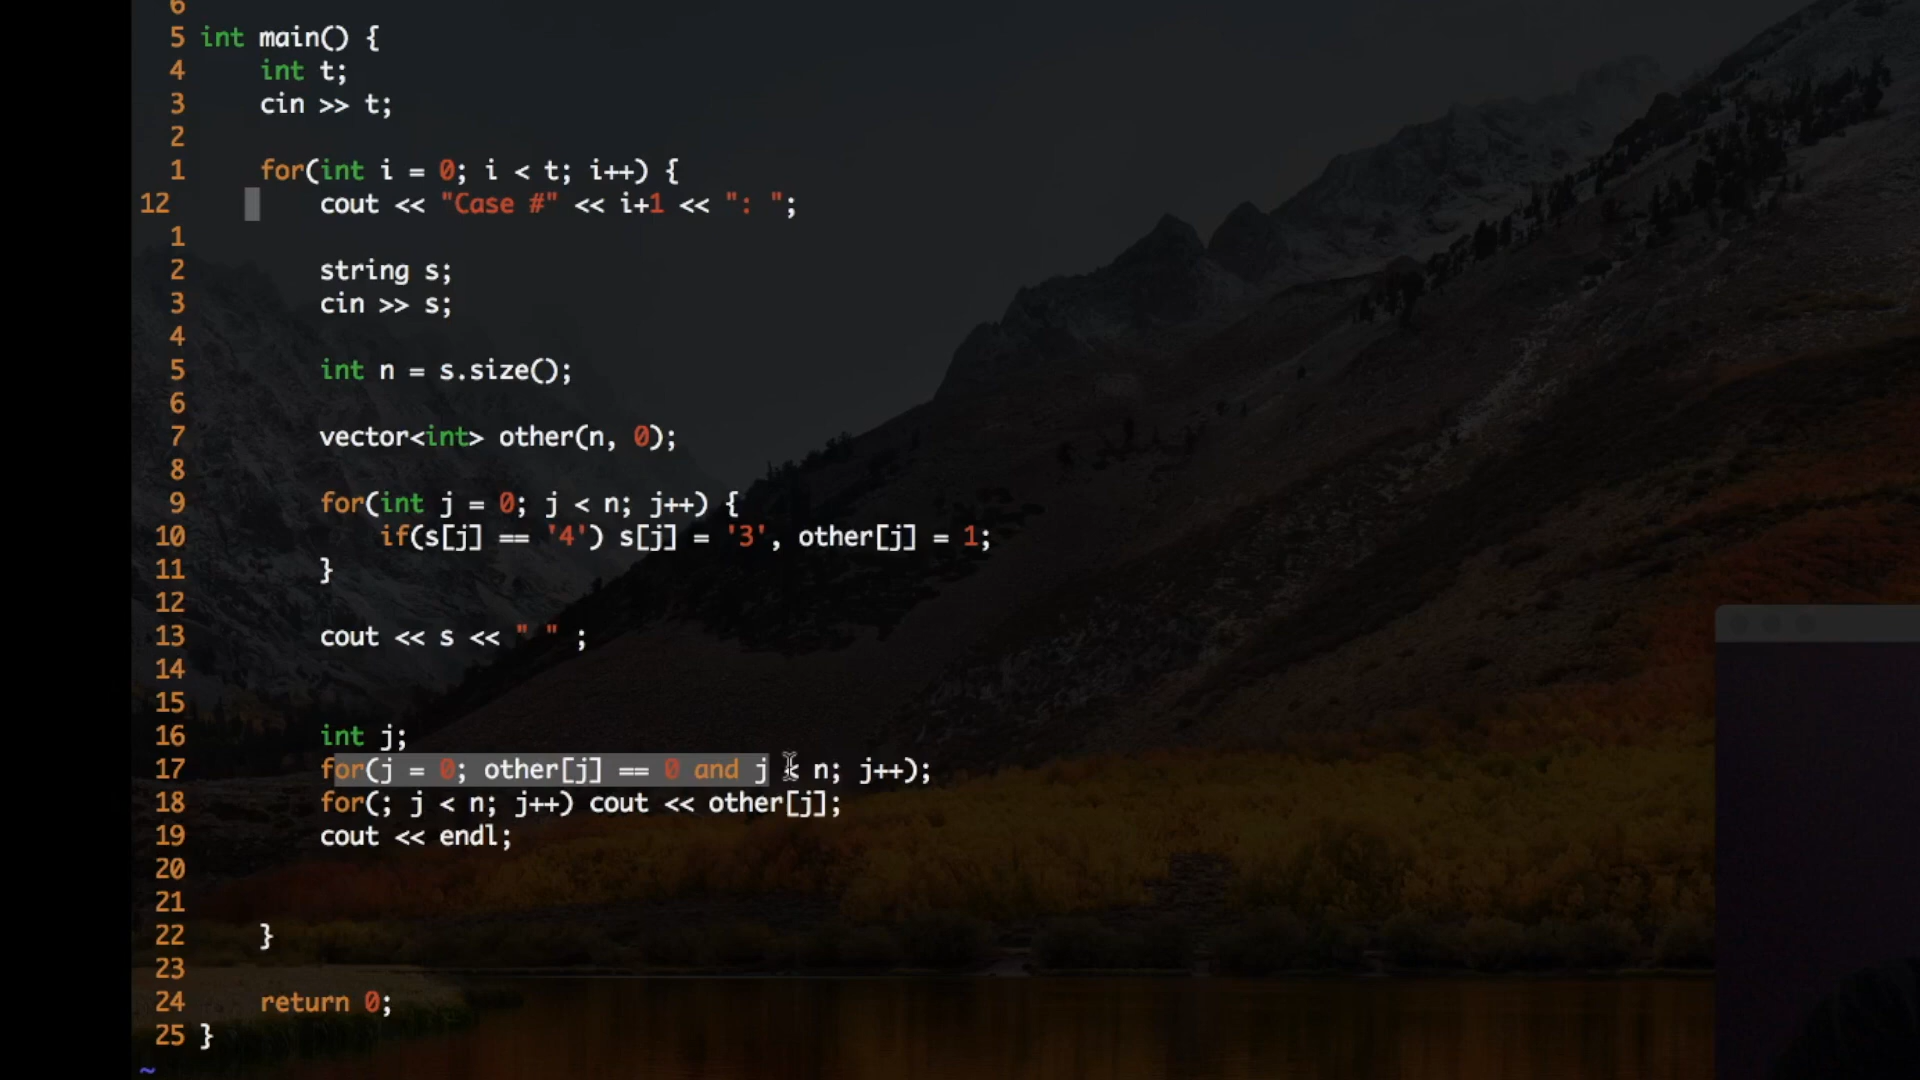 6
5 int main() {
4 int t;
3 cin >> t;
2
1 for(int i = 0; i < t; i++) {
12 cout << "Case #" << i+1 << ": ";
1
2 string s;
3 cin >> s;
4
5 int n = s.size();
6
7 vector<int> other(n, 0);
8
9 for(int j = 0; j < n; j++) {
10 if(s[j] == '4') s[j] = '3', other[j] = 1;
11 }
12
13 cout << s << " " ;
14
15
16 int j;
17 for(j = 0; other[j] == 0 and j < n; j++);
18 for(; j < n; j++) cout << other[j];
19 cout << endl;
20
21
22 }
23
24 return 0;
25 }
~